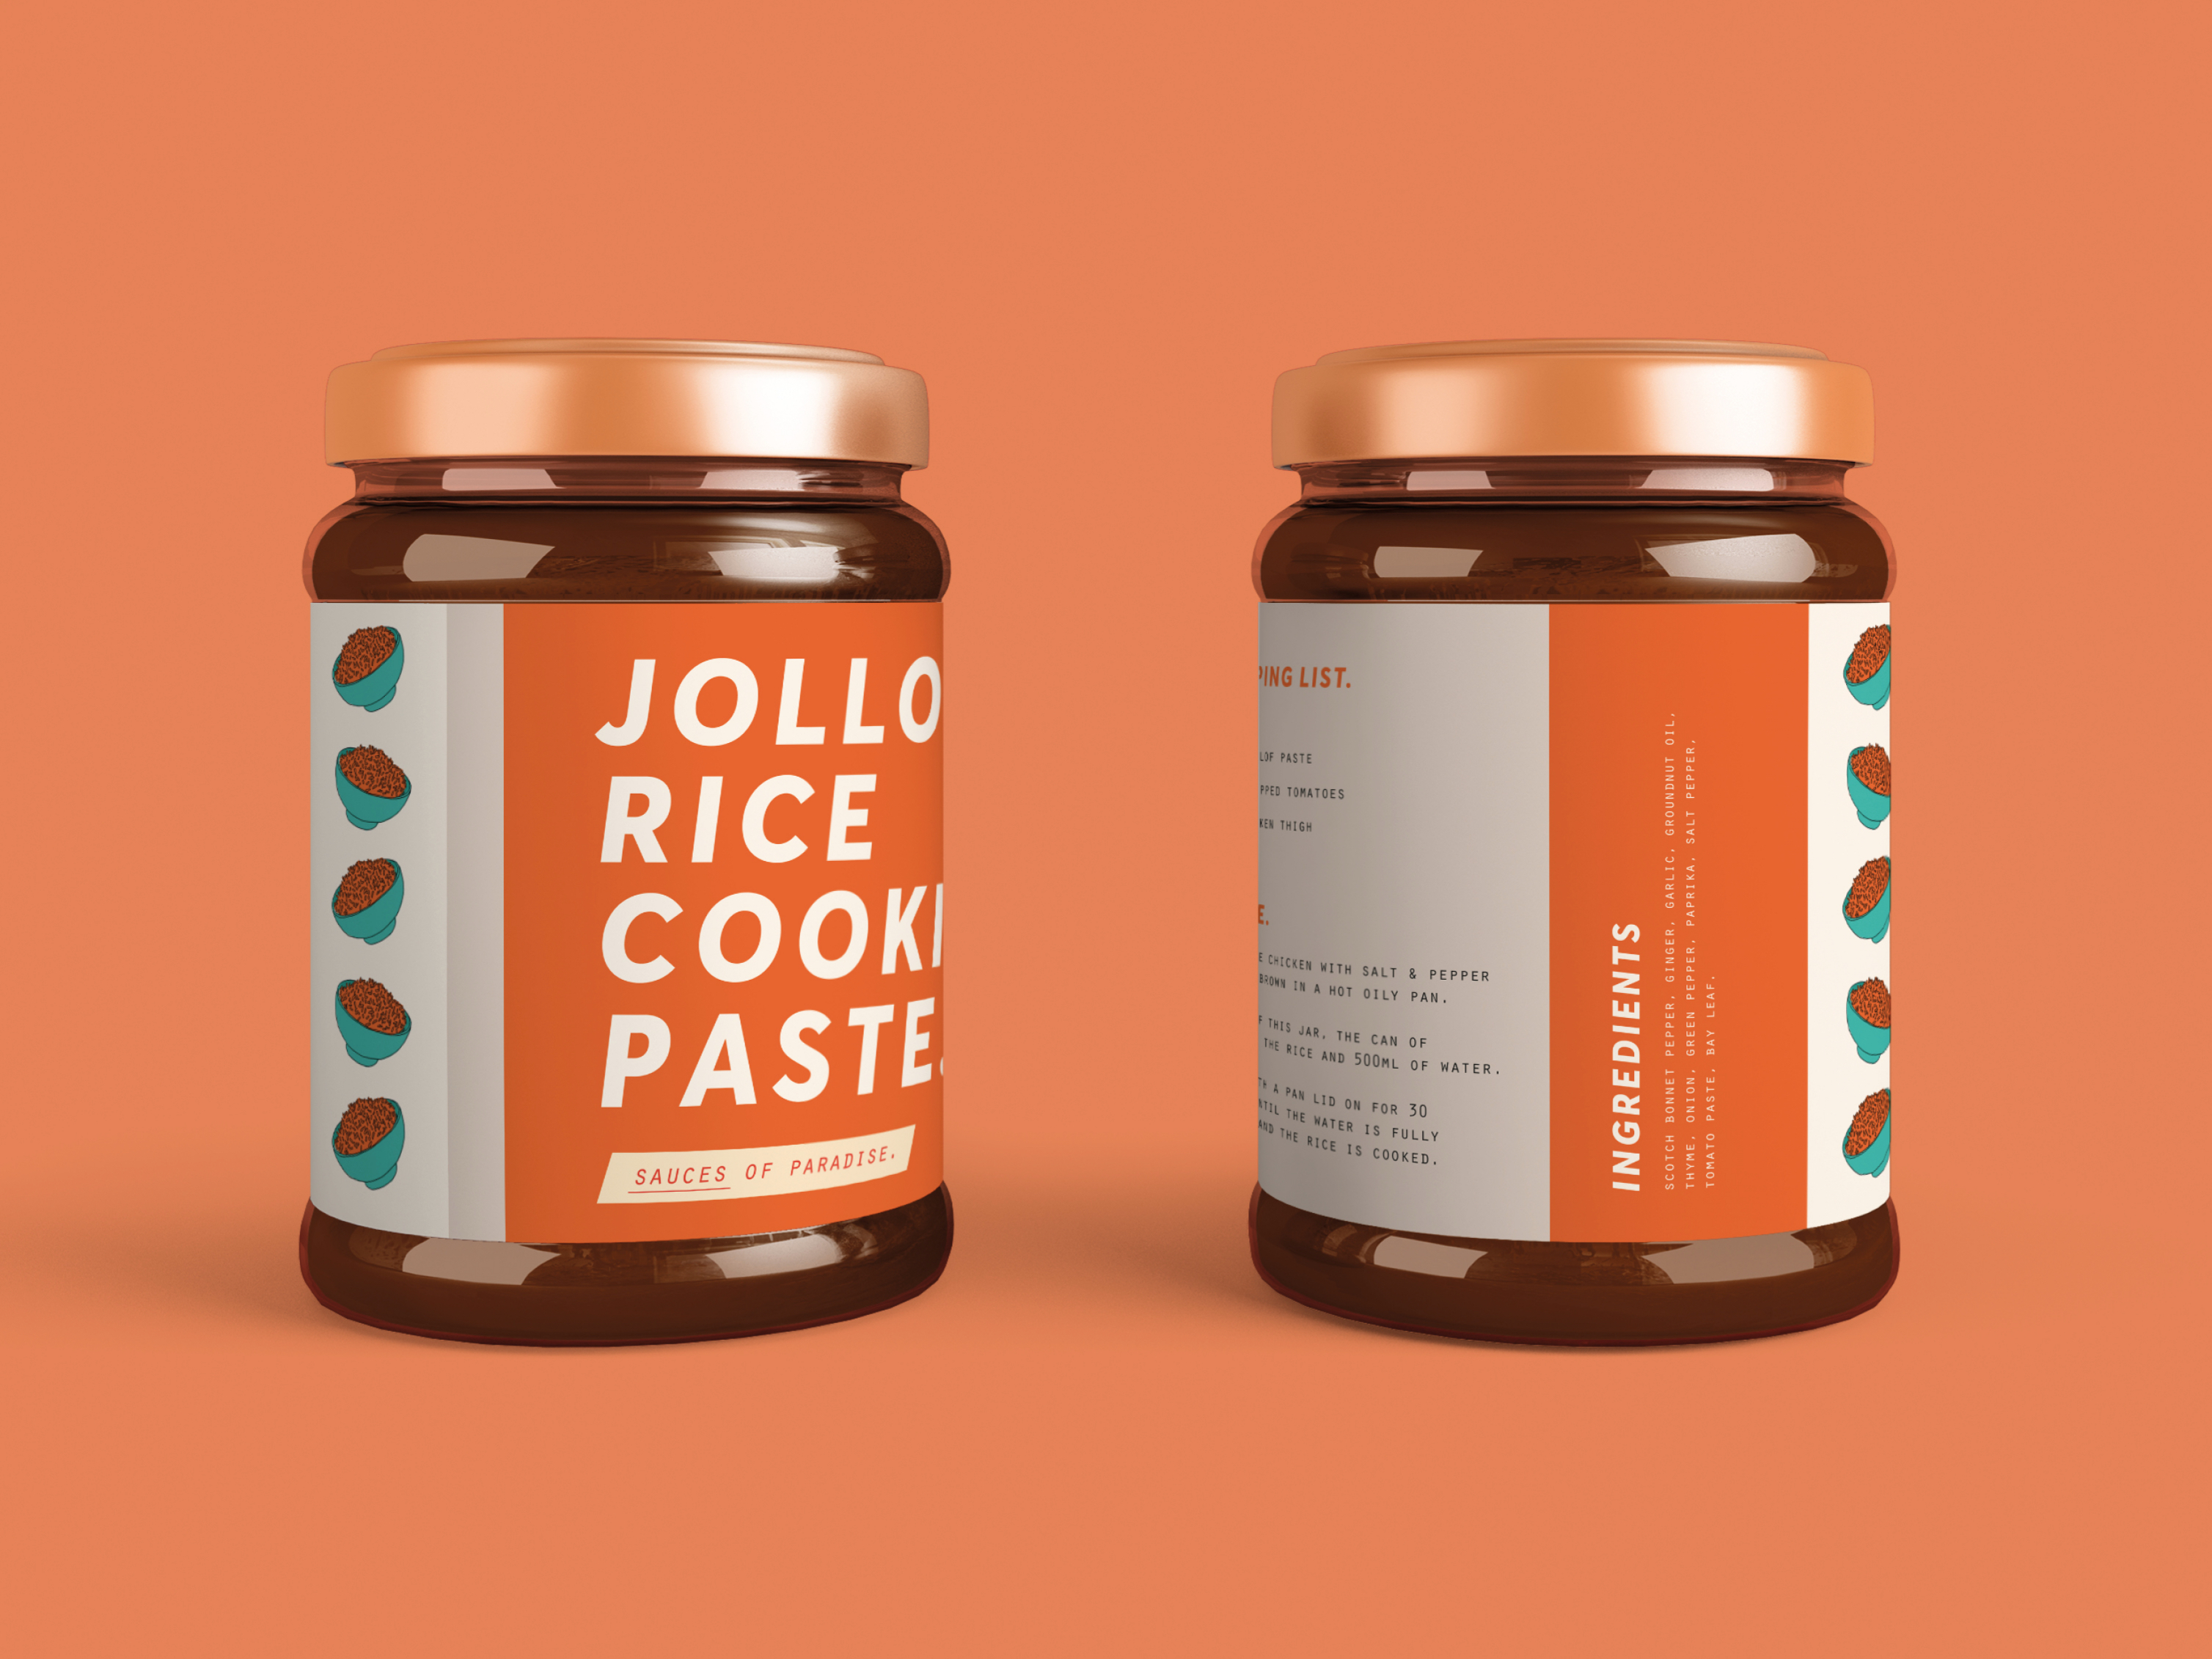 JOLLO
RICE
COOKI
PASTE.
SAUCES OF PARADISE.
PING LIST.
LOF PASTE
PPED TOMATOES
KEN THIGH
E.
E CHICKEN WITH SALT & PEPPER
BROWN IN A HOT OILY PAN.
F THIS JAR, THE CAN OF
THE RICE AND 500ML OF WATER.
TH A PAN LID ON FOR 30
NTIL THE WATER IS FULLY
AND THE RICE IS COOKED.
INGREDIENTS
SCOTCH BONNET PEPPER, GINGER, GARLIC, GROUNDNUT OIL,
THYME, ONION, GREEN PEPPER, PAPRIKA, SALT PEPPER,
TOMATO PASTE, BAY LEAF.